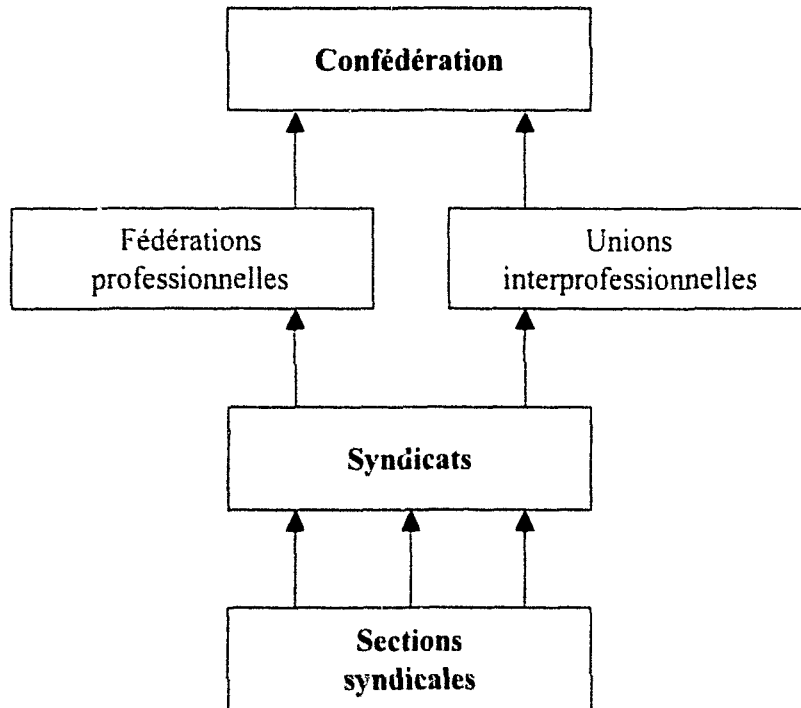 Confédération
Fédérations
professionnelles
Unions
interprofessionnelles
Syndicats
Sections
syndicales